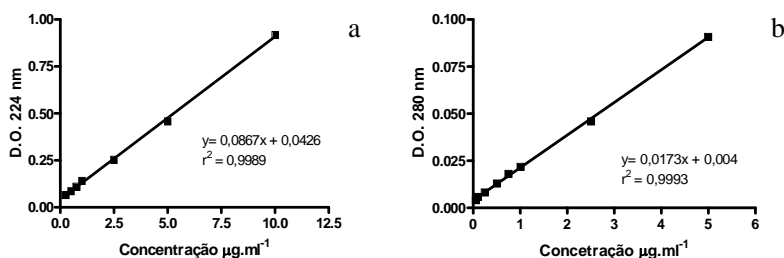 a
D.O. 224 nm
1.00
0.75
0.50
0.25
0.00
y= 0,0867x + 0,0426
r² = 0,9989
0.0 2.5 5.0 7.5 10.0 12.5
Concentração µg.ml⁻¹
b
D.O. 280 nm
0.100
0.075
0.050
0.025
0.000
y= 0,0173x + 0,004
r² = 0,9993
0 1 2 3 4 5 6
Concetração µg.ml⁻¹